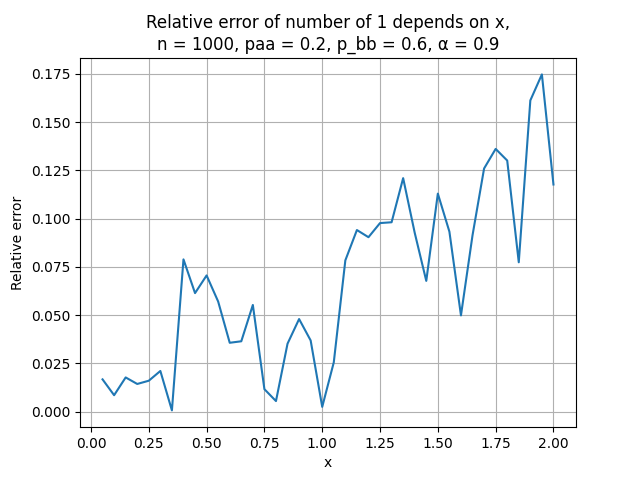 Relative error of number of 1 depends on x,
n = 1000, paa = 0.2, p_bb = 0.6, α = 0.9
0.175
0.150
0.125
0.100
0.075
0.050
0.025
0.000
Relative error
0.00 0.25 0.50 0.75 1.00 1.25 1.50 1.75 2.00
x